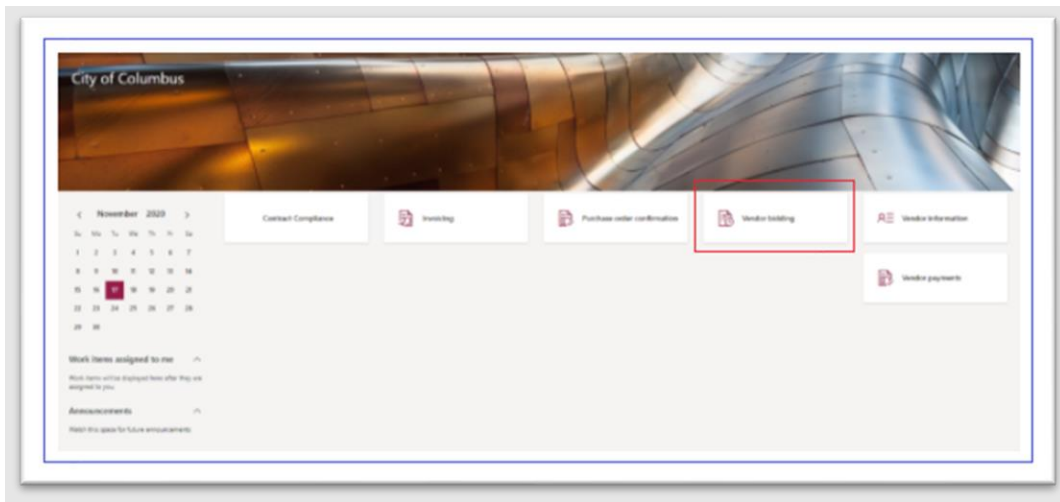 City of Columbus
November 2020
Su Mo Tu We Th Fr Sa
1 2 3 4 5 6 7
8 9 10 11 12 13 14
15 16 17 18 19 20 21
22 23 24 25 26 27 28
29 30
Work items assigned to me
Work items will be displayed here after they are
assigned to you.
Announcements
Watch this space for future announcements
Contract Compliance
Invoicing
Purchase order confirmation
Vendor bidding
Vendor information
Vendor payments